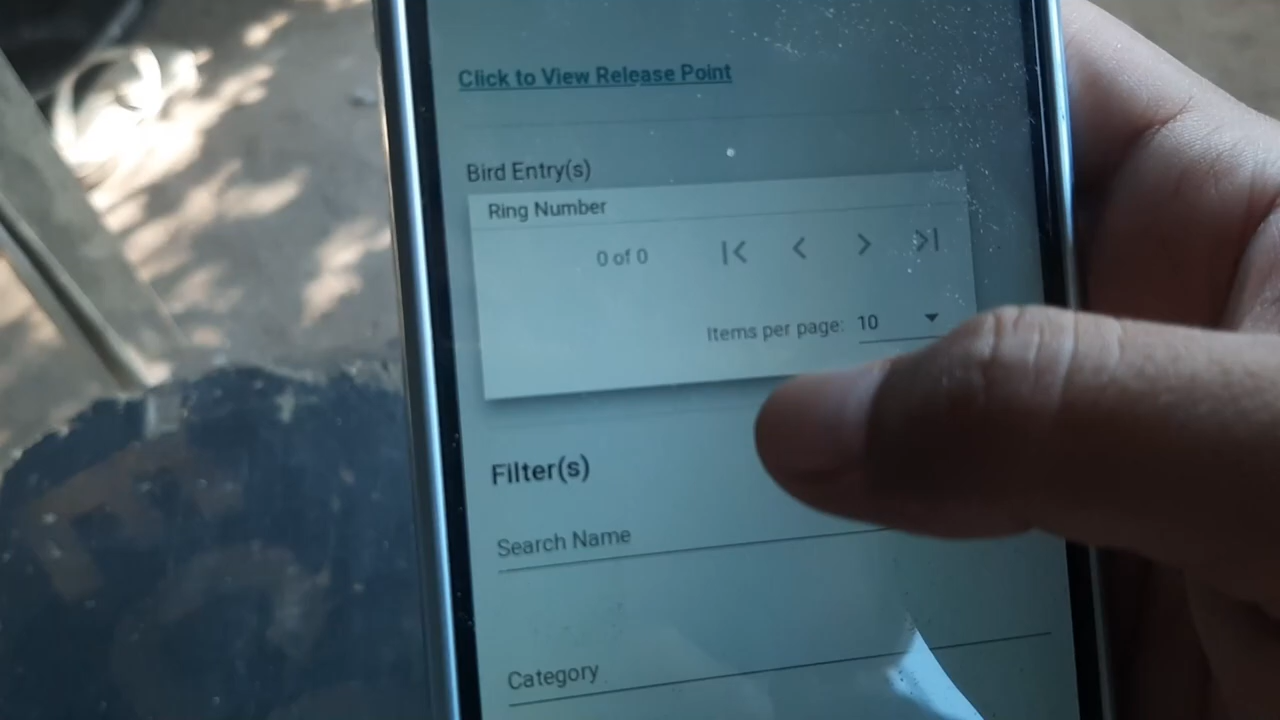 Click to View Release Point
Bird Entry(s)
Ring Number
0 of 0
Items per page: 10
Filter(s)
Search Name
Category